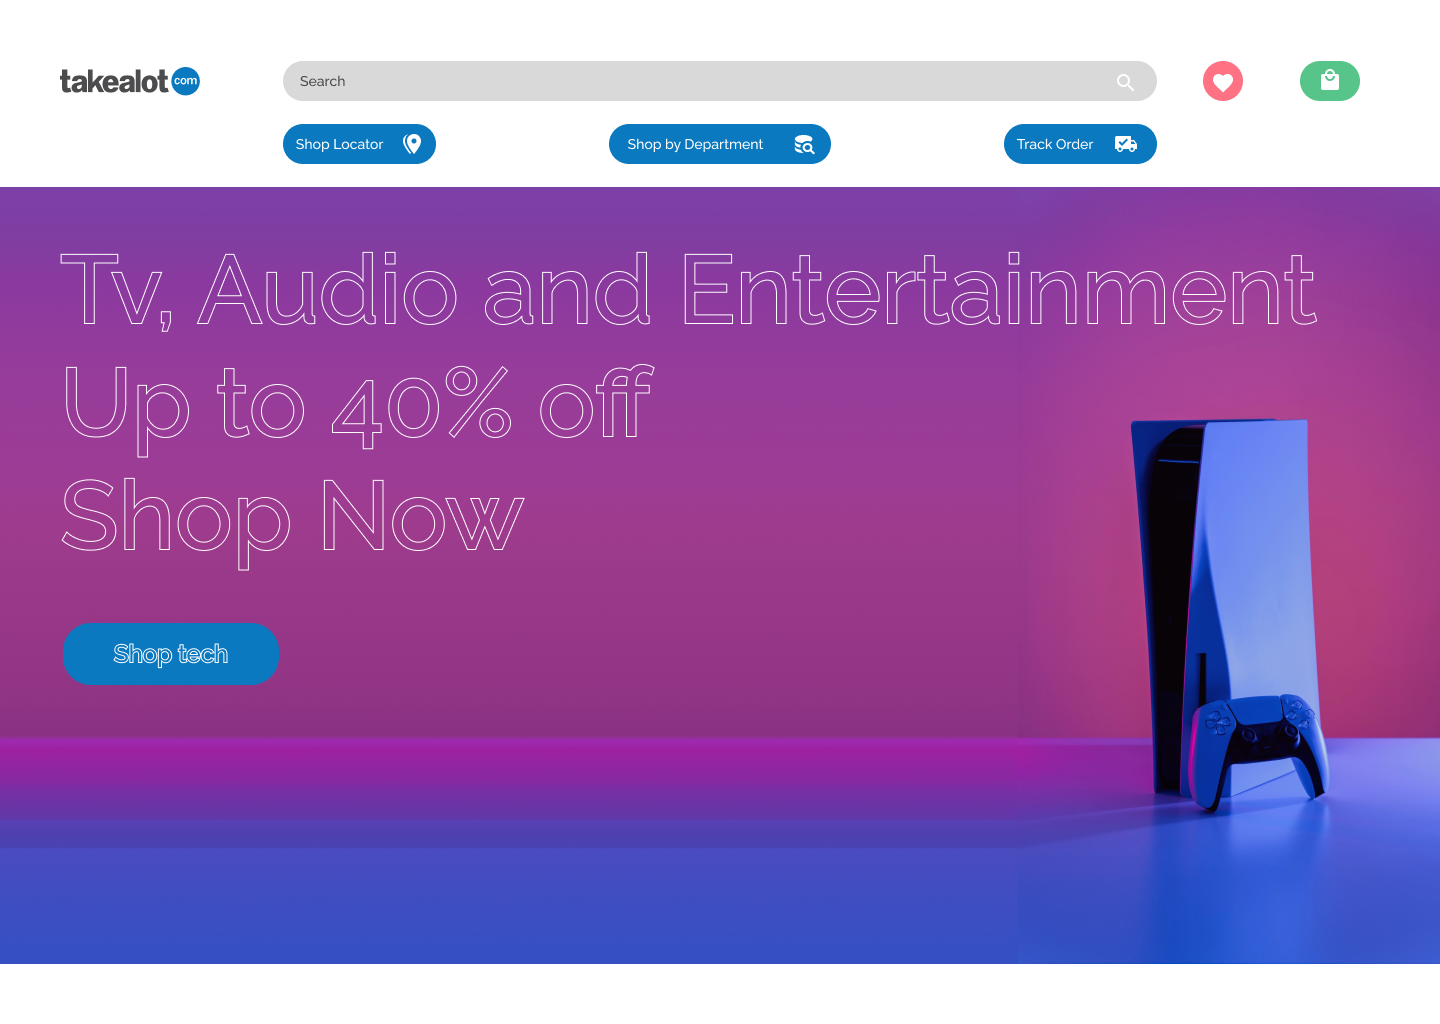 takealot com
Search
Shop Locator
Shop by Department
Track Order
Tv, Audio and Entertainment
Up to 40% off
Shop Now
Shop tech